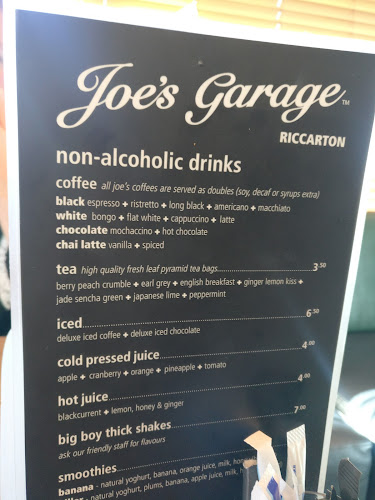 Joe's Garage™
RICCARTON
non-alcoholic drinks
coffee all joe's coffees are served as doubles (soy, decaf or syrups extra)
black espresso + ristretto + long black + americano + macchiato
white bongo + flat white + cappuccino + latte
chocolate mochaccino + hot chocolate
chai latte vanilla + spiced
tea high quality fresh leaf pyramid tea bags 3.50
berry peach crumble + earl grey + english breakfast + ginger lemon kiss +
jade sencha green + japanese lime + peppermint
iced 6.50
deluxe iced coffee + deluxe iced chocolate
cold pressed juice 4.00
apple + cranberry + orange + pineapple + tomato
hot juice 4.00
blackcurrent + lemon, honey & ginger
big boy thick shakes 7.00
ask our friendly staff for flavours
smoothies
banana - natural yoghurt, banana, orange juice, milk,
- natural yoghurt, plums, banana, apple juice, milk,